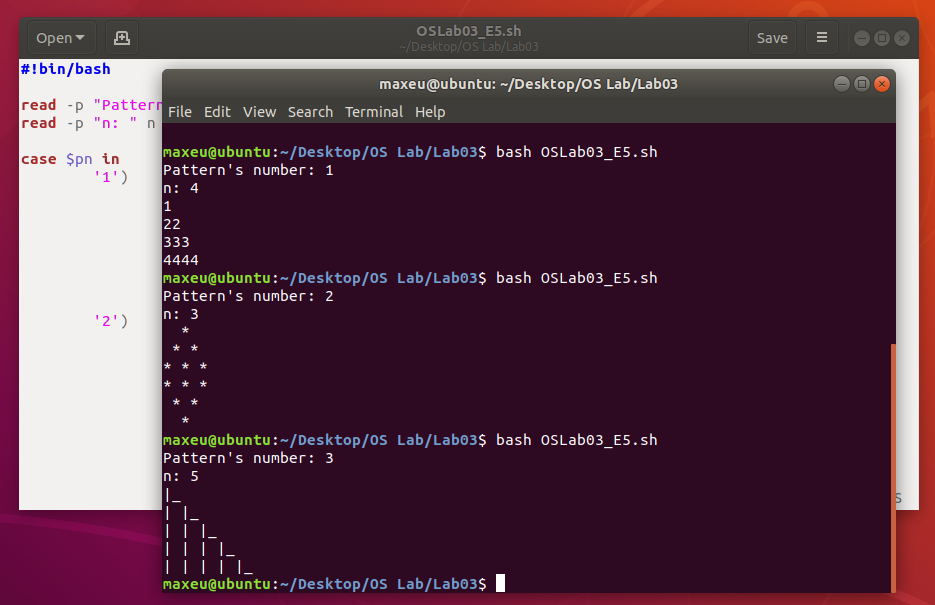 Open
OSLab03_E5.sh
~/Desktop/OS Lab/Lab03
Save
#!bin/bash
read -p "Pattern
read -p "n: " n
case $pn in
'1')
'2')
maxeu@ubuntu: ~/Desktop/OS Lab/Lab03
File Edit View Search Terminal Help
maxeu@ubuntu:~/Desktop/OS Lab/Lab03$ bash OSLab03_E5.sh
Pattern's number: 1
n: 4
1
22
333
4444
maxeu@ubuntu:~/Desktop/OS Lab/Lab03$ bash OSLab03_E5.sh
Pattern's number: 2
n: 3
  *
 * *
* * *
* * *
 * *
  *
maxeu@ubuntu:~/Desktop/OS Lab/Lab03$ bash OSLab03_E5.sh
Pattern's number: 3
n: 5
|_
| |_
| | |_
| | | |_
| | | | |_
maxeu@ubuntu:~/Desktop/OS Lab/Lab03$